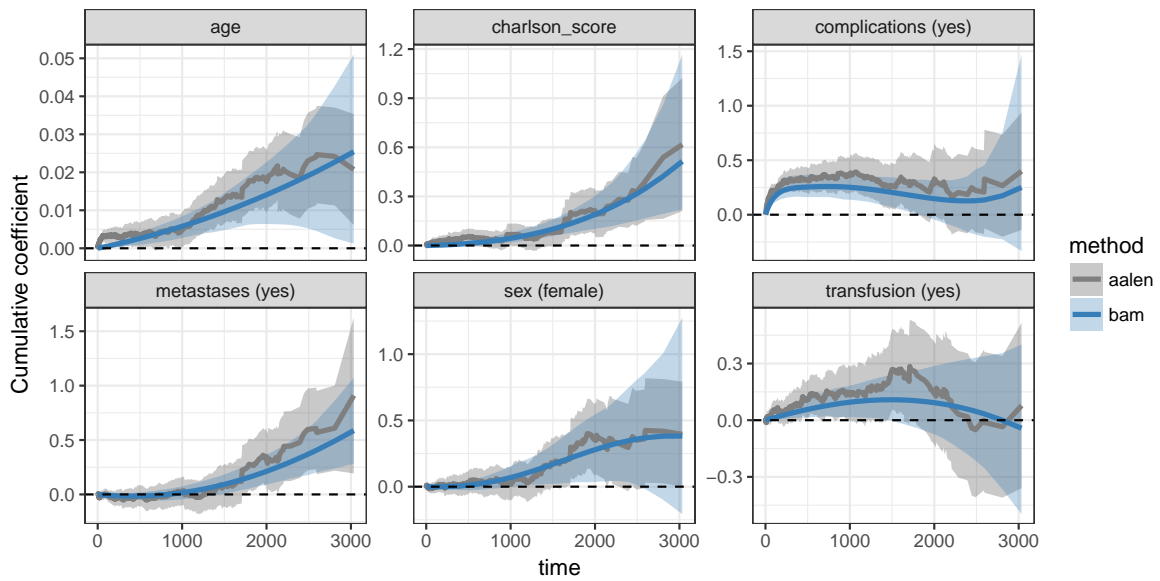 age
charlson_score
complications (yes)
0.05
0.04
0.03
0.02
0.01
0.00
1.2
0.9
0.6
0.3
0.0
1.5
1.0
0.5
0.0
metastases (yes)
sex (female)
transfusion (yes)
1.5
1.0
0.5
0.0
1.0
0.5
0.0
0.3
0.0
−0.3
0 1000 2000 3000
0 1000 2000 3000
0 1000 2000 3000
time
Cumulative coefficient
method
aalen
bam